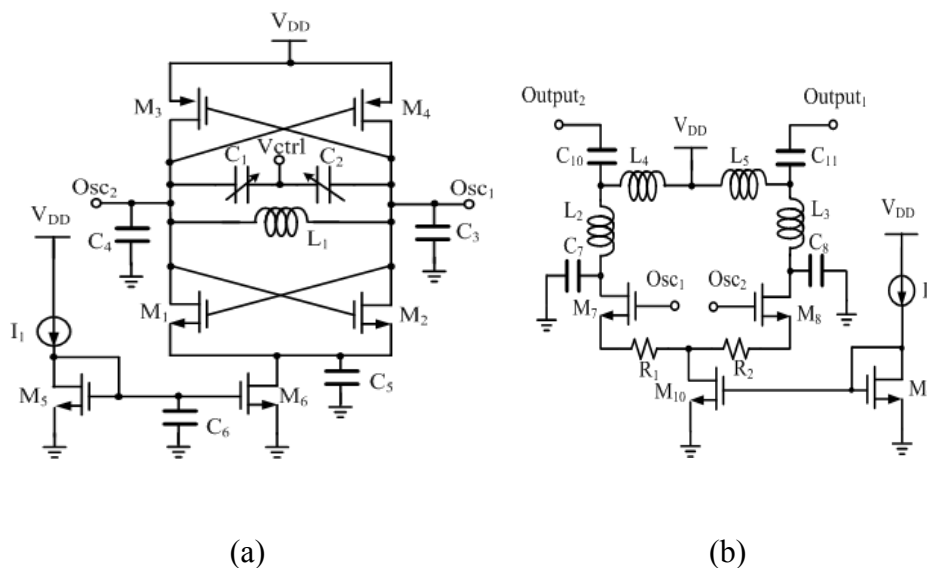 V_DD
M_3
M_4
C_1
Vctrl
C_2
Osc_2
Osc_1
V_DD
C_4
L_1
C_3
M_1
M_2
I_1
C_5
M_5
M_6
C_6
(a)
Output_2
Output_1
V_DD
C_10
L_4
L_5
C_11
L_2
L_3
V_DD
C_7
C_8
Osc_1
Osc_2
I
M_7
M_8
R_1
R_2
M_10
M
(b)